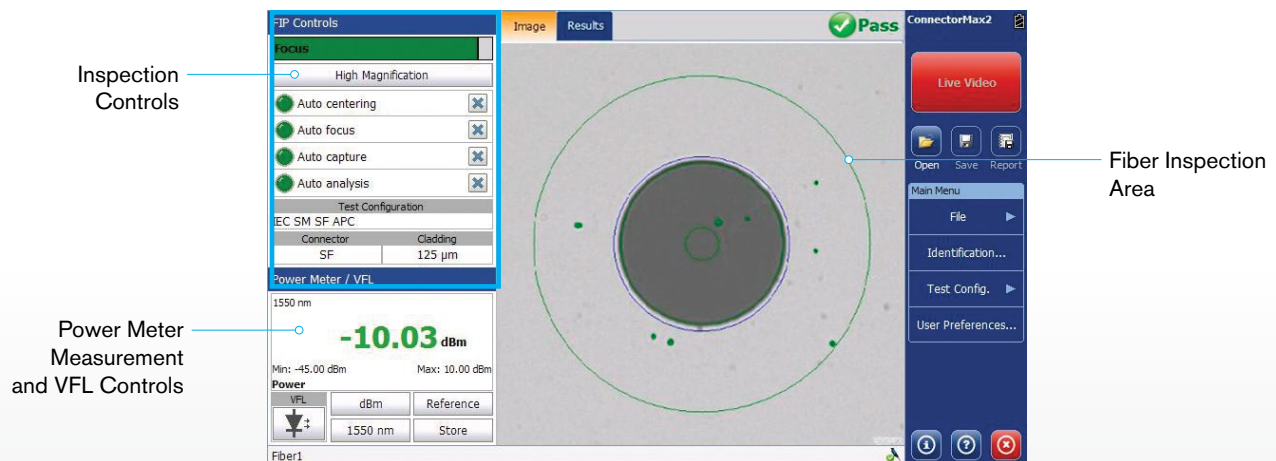 FIP Controls
Focus
High Magnification
Auto centering
Auto focus
Auto capture
Auto analysis
Test Configuration
IEC SM SF APC
Connector Cladding
SF 125 µm
Power Meter / VFL
1550 nm
-10.03 dBm
Min: -45.00 dBm Max: 10.00 dBm
Power
VFL dBm Reference
1550 nm Store
Fiber1
Image Results Pass
ConnectorMax2
Live Video
Open Save Report
Main Menu
File
Identification...
Test Config.
User Preferences...
Inspection
Controls
Power Meter
Measurement
and VFL Controls
Fiber Inspection
Area